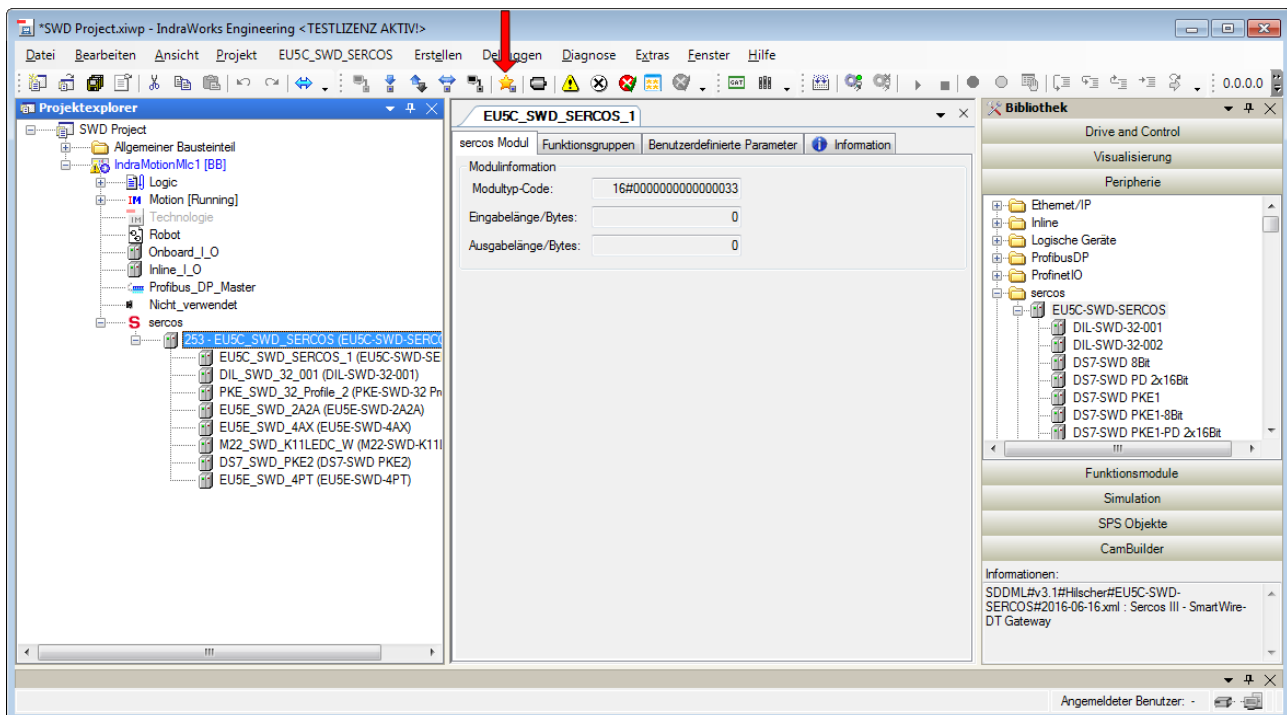 *SWD Project.xiwp - IndraWorks Engineering <TESTLIZENZ AKTIV!>
Datei Bearbeiten Ansicht Projekt EU5C_SWD_SERCOS Erstellen Diagnose Extras Fenster Hilfe
0.0.0.0
Projektexplorer
SWD Project
Allgemeiner Bausteinteil
IndraMotionMlc1 [BB]
Logic
IM Motion [Running]
Technologie
Robot
Onboard_I_O
Inline_I_O
Profibus_DP_Master
Nicht_verwendet
S sercos
253 - EU5C_SWD_SERCOS (EU5C-SWD-SERCO
EU5C_SWD_SERCOS_1 (EU5C-SWD-SE
DIL_SWD_32_001 (DIL-SWD-32-001)
PKE_SWD_32_Profile_2 (PKE-SWD-32 Pr
EU5E_SWD_2A2A (EU5E-SWD-2A2A)
EU5E_SWD_4AX (EU5E-SWD-4AX)
M22_SWD_K11LEDC_W (M22-SWD-K11
DS7_SWD_PKE2 (DS7-SWD PKE2)
EU5E_SWD_4PT (EU5E-SWD-4PT)
EU5C_SWD_SERCOS_1
sercos Modul Funktionsgruppen Benutzerdefinierte Parameter Information
Modulinformation
Modultyp-Code: 16#0000000000000033
Eingabelänge/Bytes: 0
Ausgabelänge/Bytes: 0
Bibliothek
Drive and Control
Visualisierung
Peripherie
Ethernet/IP
Inline
Logische Geräte
ProfibusDP
ProfinetIO
sercos
EU5C-SWD-SERCOS
DIL-SWD-32-001
DIL-SWD-32-002
DS7-SWD 8Bit
DS7-SWD PD 2x16Bit
DS7-SWD PKE1
DS7-SWD PKE1-8Bit
DS7-SWD PKE1-PD 2x16Bit
Funktionsmodule
Simulation
SPS Objekte
CamBuilder
Informationen:
SDDML#v3.1#Hilscher#EU5C-SWD-
SERCOS#2016-06-16.xml : Sercos III - SmartWire-
DT Gateway
Angemeldeter Benutzer: -